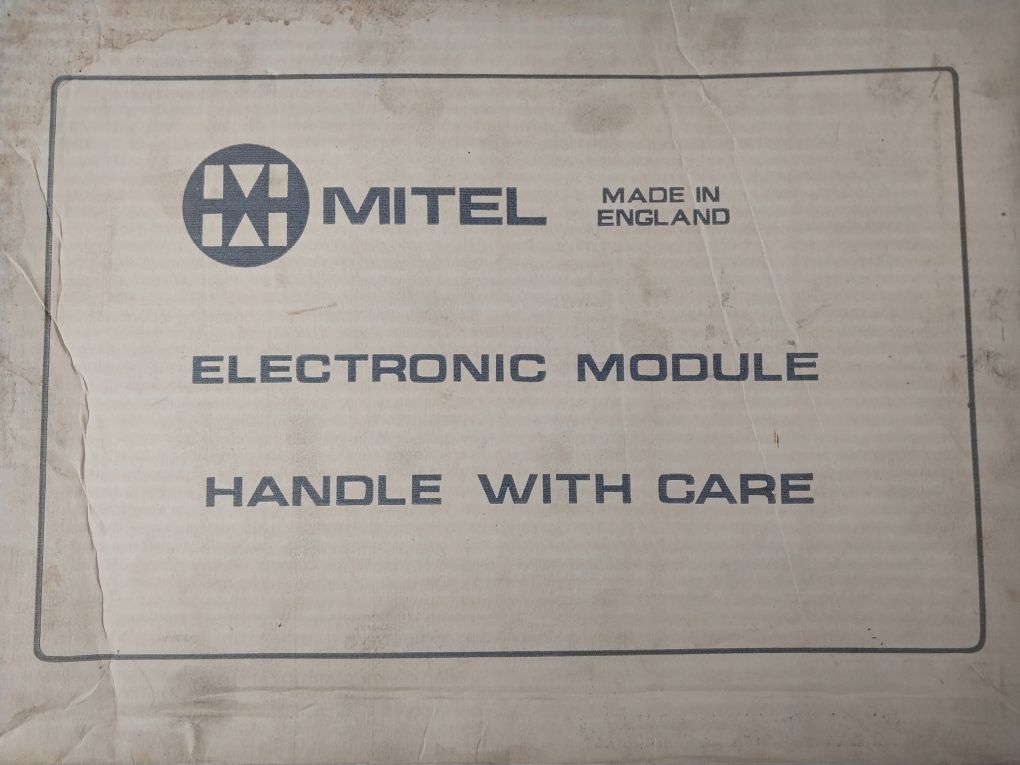 MITEL
MADE IN
ENGLAND
ELECTRONIC MODULE
HANDLE WITH CARE